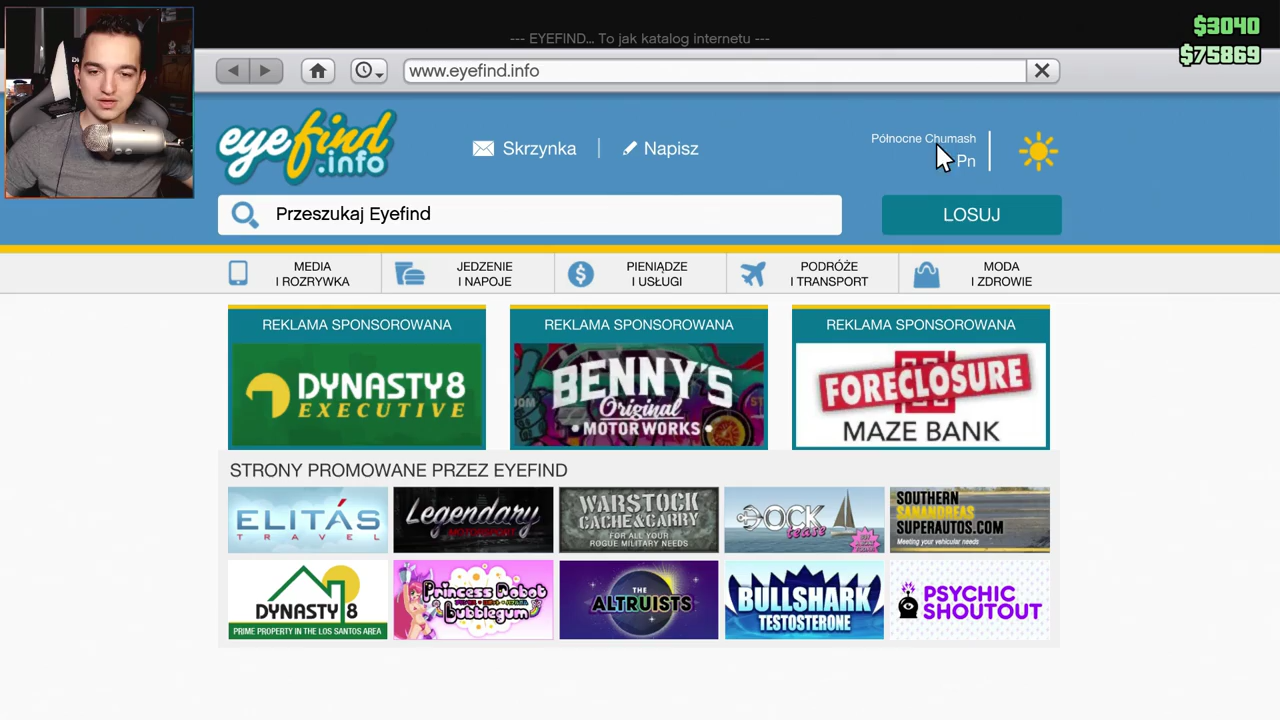 $3040
$75869
--- EYEFIND... To jak katalog internetu ---
www.eyefind.info
eyefind.info
Skrzynka
Napisz
Północne Chumash
Pn
Przeszukaj Eyefind
LOSUJ
MEDIA
I ROZRYWKA
JEDZENIE
I NAPOJE
PIENIĄDZE
I USŁUGI
PODRÓŻE
I TRANSPORT
MODA
I ZDROWIE
REKLAMA SPONSOROWANA
REKLAMA SPONSOROWANA
REKLAMA SPONSOROWANA
DYNASTY8
EXECUTIVE
BENNY'S
Original
MOTOR WORKS
FORECLOSURE
MAZE BANK
STRONY PROMOWANE PRZEZ EYEFIND
ELITÁS
TRAVEL
Legendary
MOTORSPORT
WARSTOCK
CACHE&CARRY
FOR ALL YOUR
ROGUE MILITARY NEEDS
DOCK
tease
SOUTHERN
SANANDREAS
SUPERAUTOS.COM
Meeting your vehicular needs
DYNASTY 8
PRIME PROPERTY IN THE LOS SANTOS AREA
Princess Robot
Bubblegum
THE
ALTRUISTS
BULLSHARK
TESTOSTERONE
PSYCHIC
SHOUTOUT